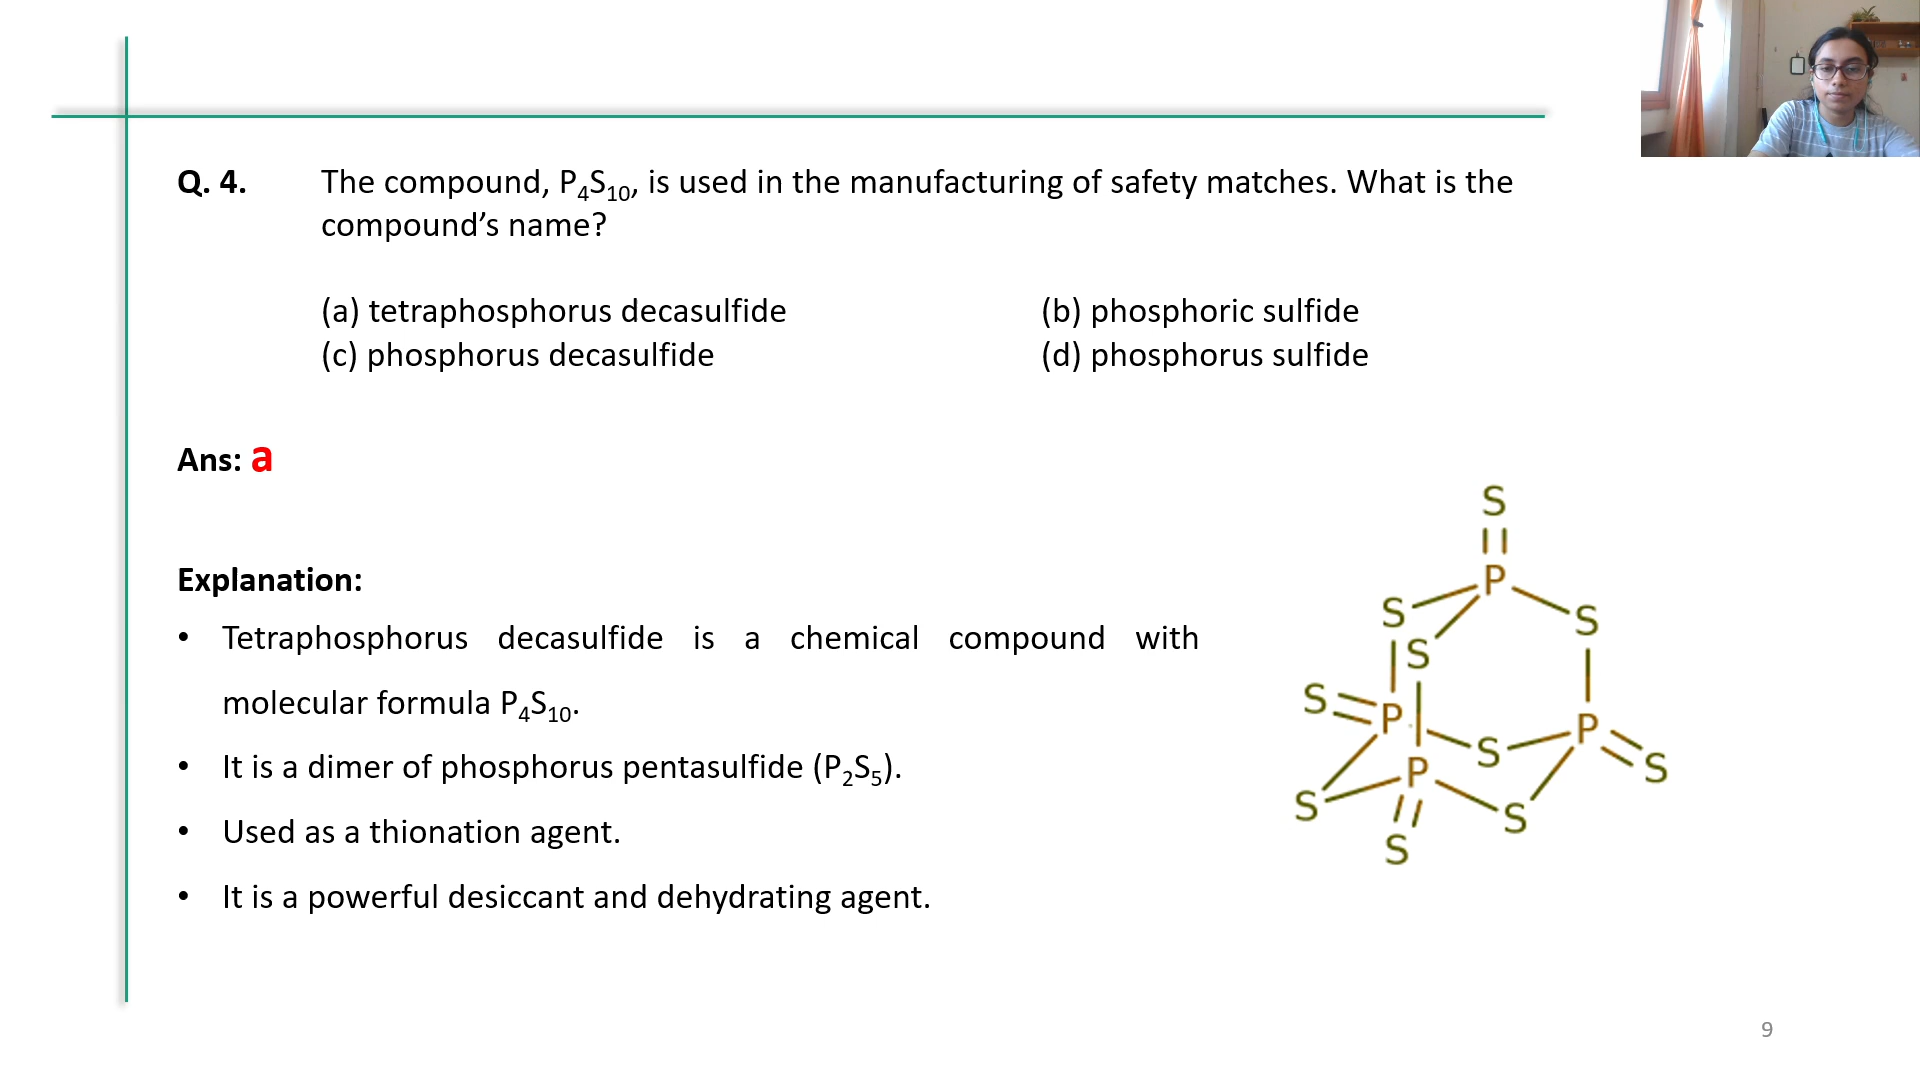 Q. 4. The compound, P₄S₁₀, is used in the manufacturing of safety matches. What is the
compound’s name?
(a) tetraphosphorus decasulfide (b) phosphoric sulfide
(c) phosphorus decasulfide (d) phosphorus sulfide
Ans: a
Explanation:
• Tetraphosphorus decasulfide is a chemical compound with
molecular formula P₄S₁₀.
• It is a dimer of phosphorus pentasulfide (P₂S₅).
• Used as a thionation agent.
• It is a powerful desiccant and dehydrating agent.
S
P
S S
S
S P P
S S
P
S S
S
9